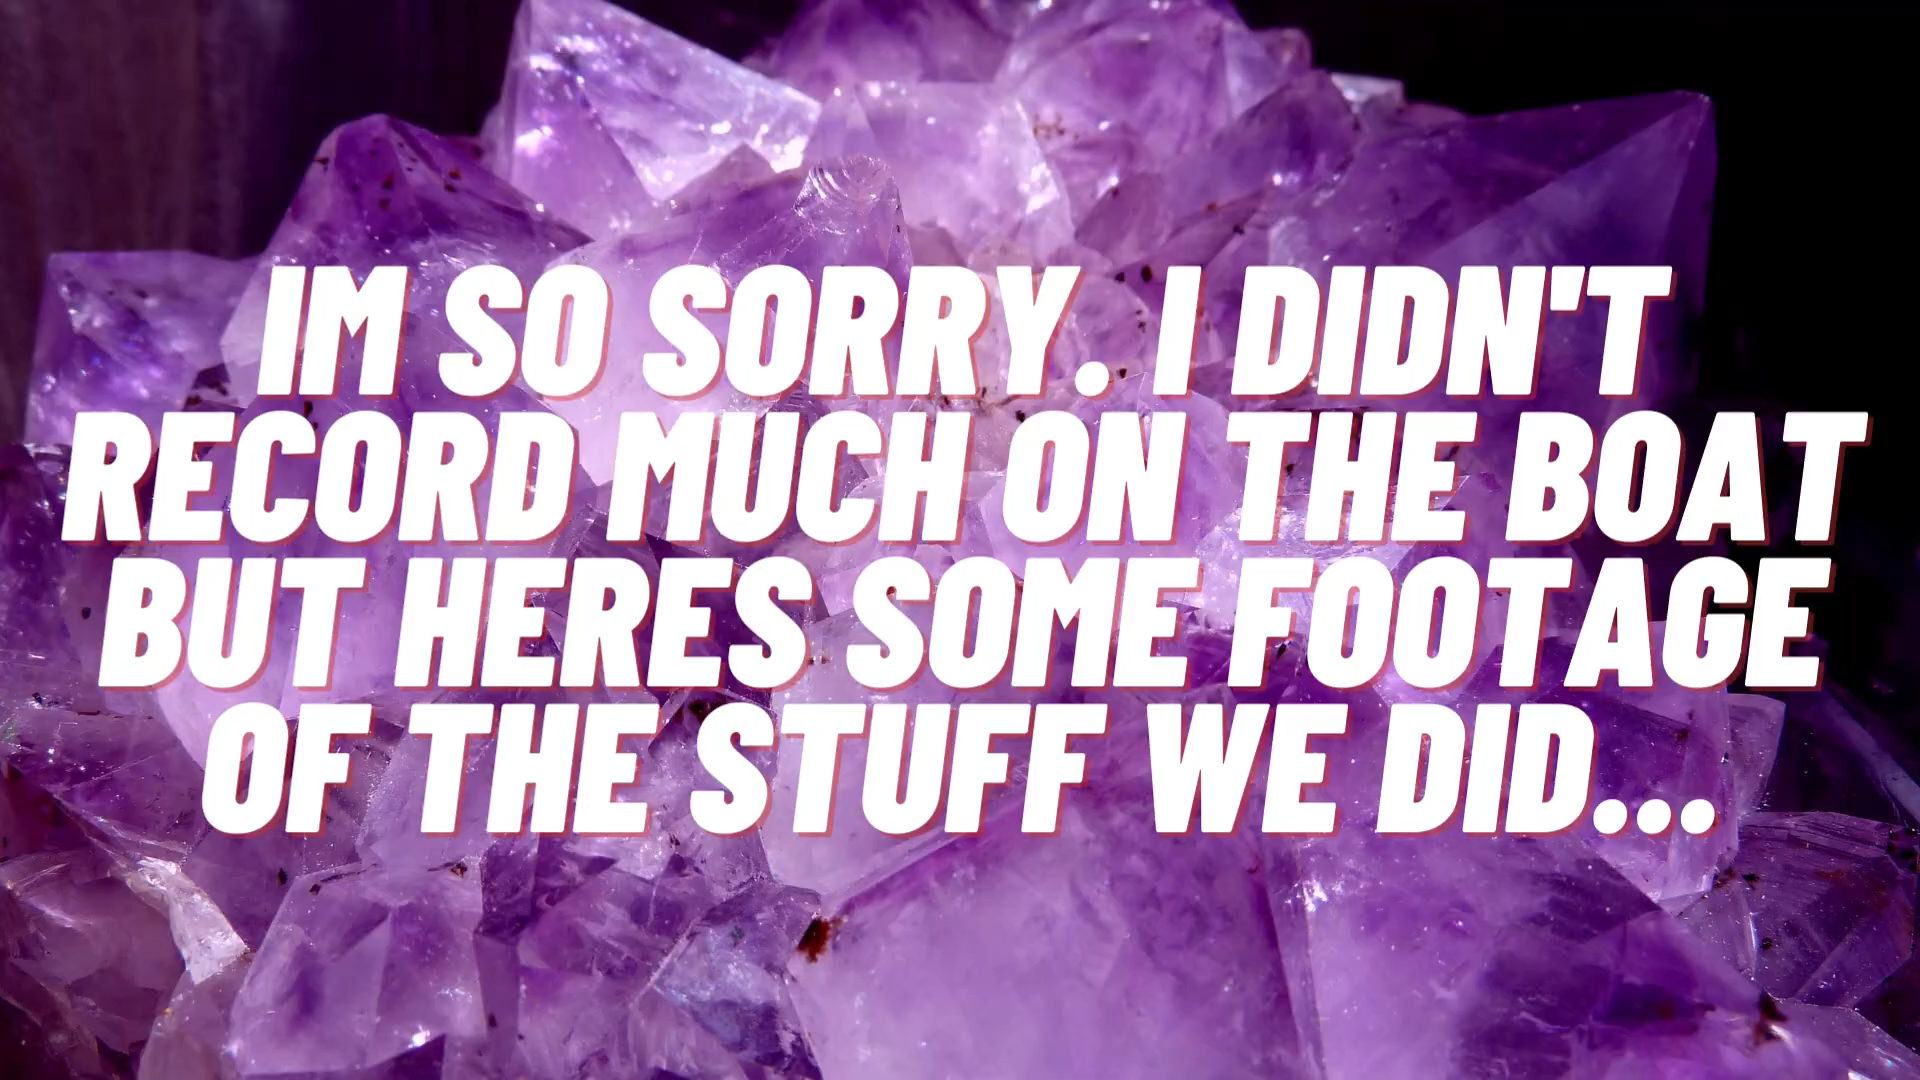 IM SO SORRY. I DIDN'T
RECORD MUCH ON THE BOAT
BUT HERES SOME FOOTAGE
OF THE STUFF WE DID...